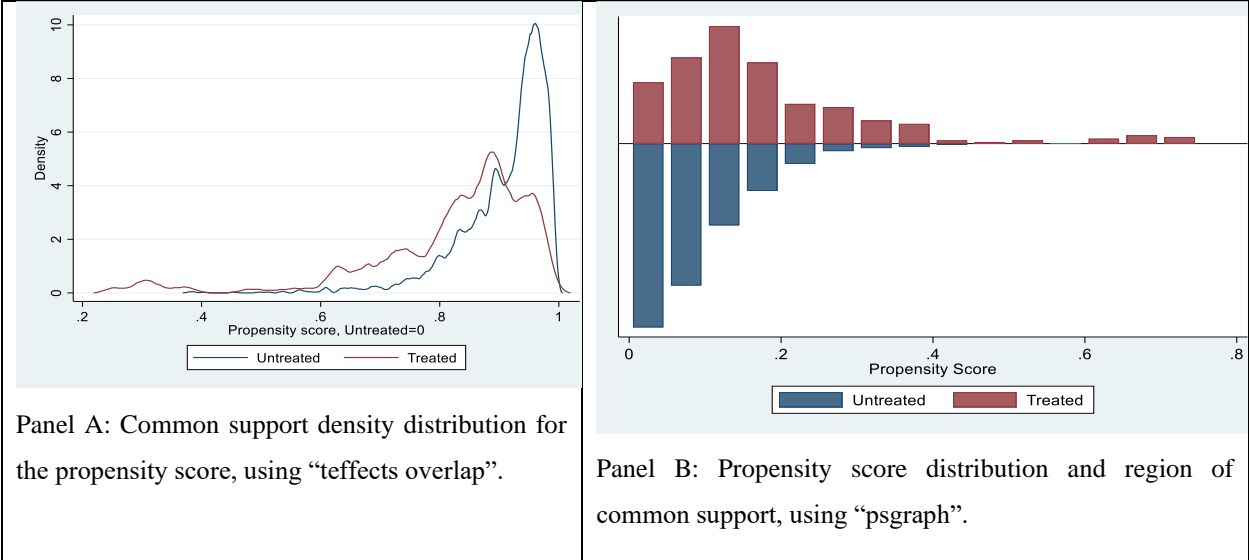 10
8
6
4
2
0
Density
.2 .4 .6 .8 1
Propensity score, Untreated=0
Untreated Treated
Panel A: Common support density distribution for
the propensity score, using “teffects overlap”.
0 .2 .4 .6 .8
Propensity Score
Untreated Treated
Panel B: Propensity score distribution and region of
common support, using “psgraph”.